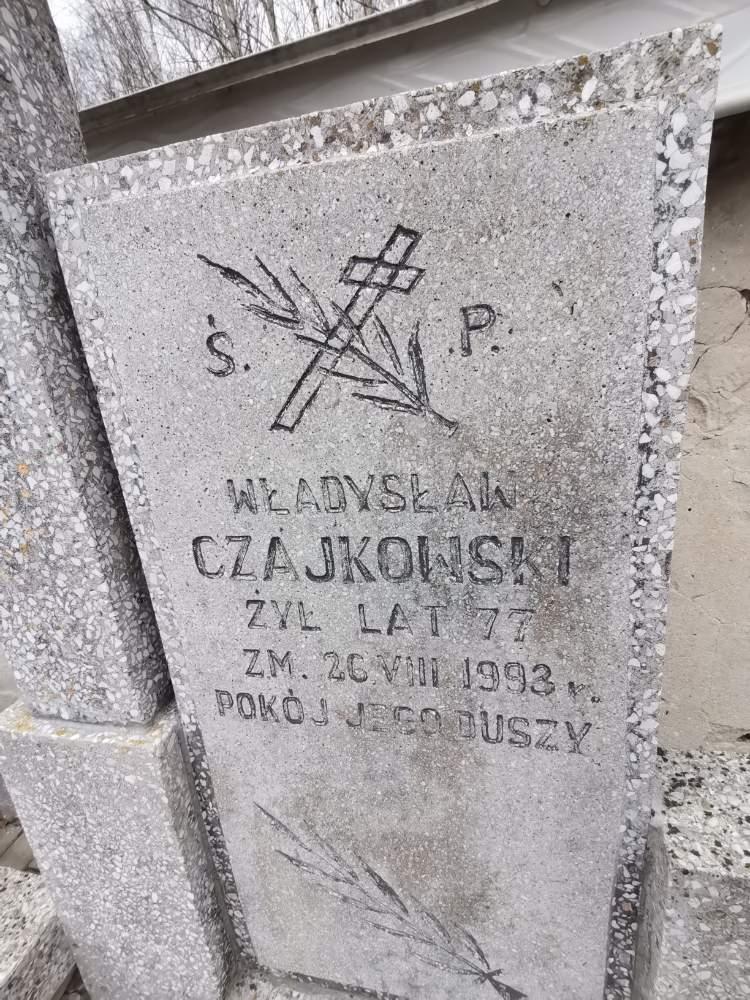 Ś. P.
WŁADYSŁAW
CZAJKOWSKI
ŻYŁ LAT 77
ZM. 26 VIII 1993 r.
POKÓJ JEGO DUSZY